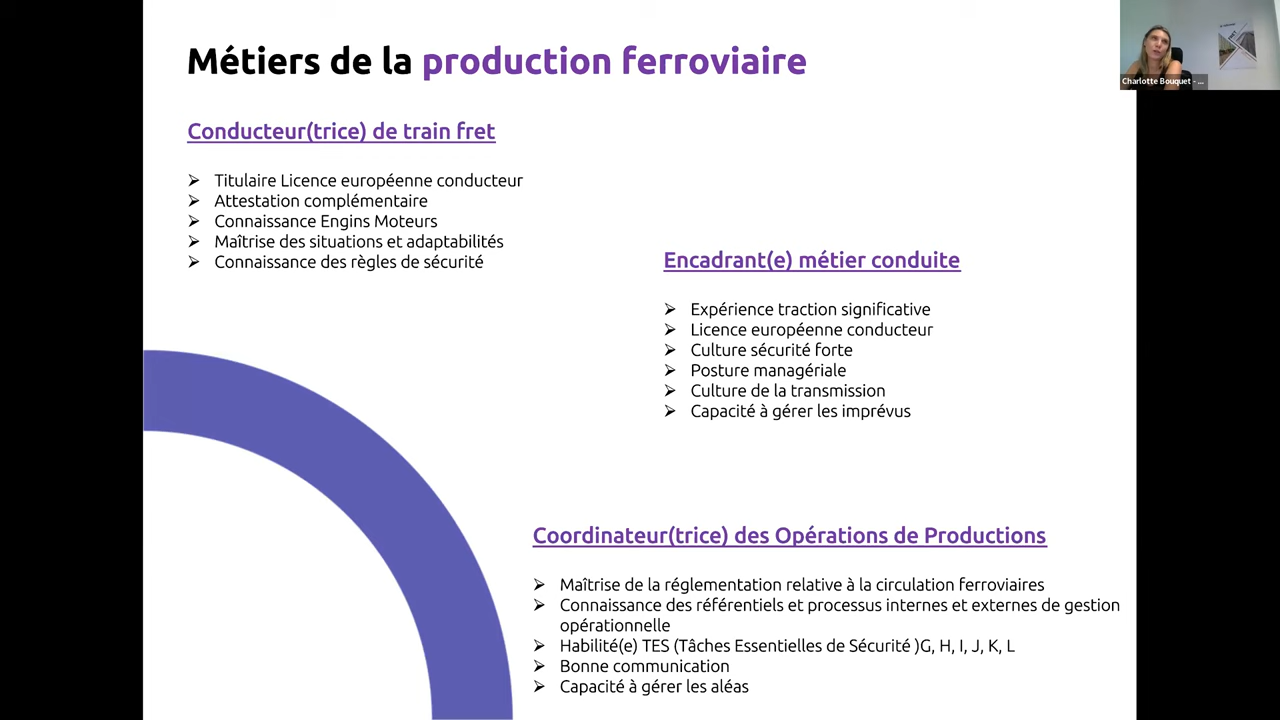 Métiers de la production ferroviaire
Charlotte Bouquet - ...
Conducteur(trice) de train fret
Titulaire Licence européenne conducteur
Attestation complémentaire
Connaissance Engins Moteurs
Maîtrise des situations et adaptabilités
Connaissance des règles de sécurité
Encadrant(e) métier conduite
Expérience traction significative
Licence européenne conducteur
Culture sécurité forte
Posture managériale
Culture de la transmission
Capacité à gérer les imprévus
Coordinateur(trice) des Opérations de Productions
Maîtrise de la réglementation relative à la circulation ferroviaires
Connaissance des référentiels et processus internes et externes de gestion
opérationnelle
Habilité(e) TES (Tâches Essentielles de Sécurité )G, H, I, J, K, L
Bonne communication
Capacité à gérer les aléas